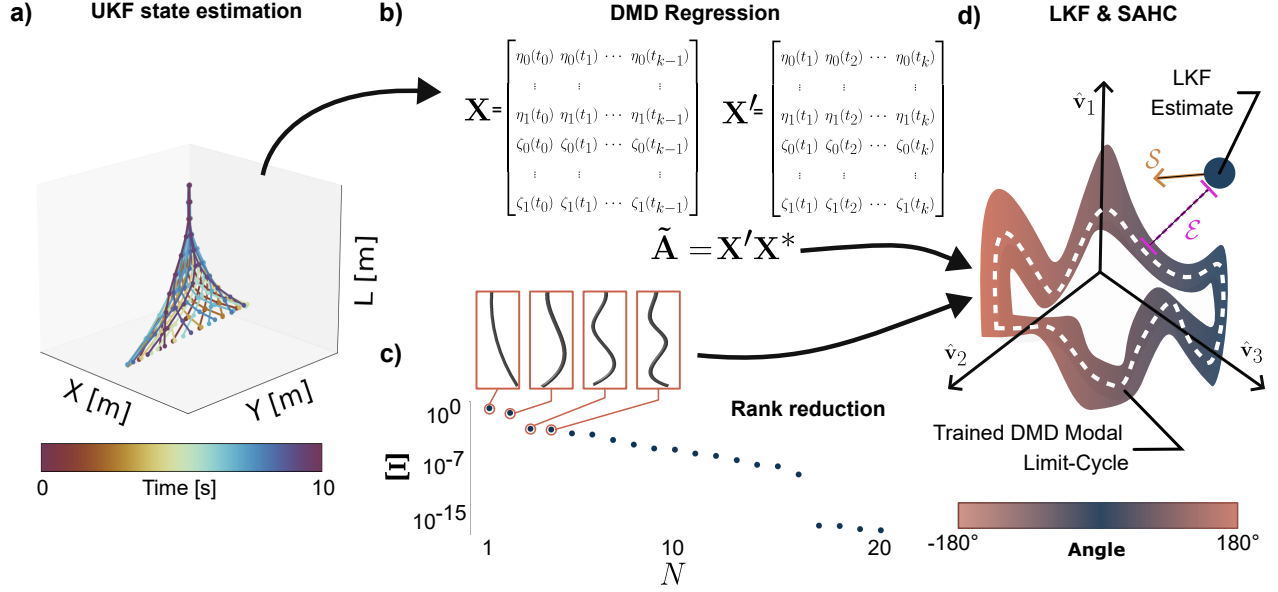 a)
UKF state estimation
L [m]
X [m]
Y [m]
0
Time [s]
10
b)
DMD Regression
X=
η₀(t₀) η₀(t₁) ··· η₀(tₖ₋₁)
⋮ ⋮ ⋮
η₁(t₀) η₁(t₁) ··· η₁(tₖ₋₁)
ζ₀(t₀) ζ₀(t₁) ··· ζ₀(tₖ₋₁)
⋮ ⋮ ⋮
ζ₁(t₀) ζ₁(t₁) ··· ζ₁(tₖ₋₁)
X′=
η₀(t₁) η₀(t₂) ··· η₀(tₖ)
⋮ ⋮ ⋮
η₁(t₁) η₁(t₂) ··· η₁(tₖ)
ζ₀(t₁) ζ₀(t₂) ··· ζ₀(tₖ)
⋮ ⋮ ⋮
ζ₁(t₁) ζ₁(t₂) ··· ζ₁(tₖ)
Ã = X′X*
c)
Rank reduction
10⁰
10⁻⁷
10⁻¹⁵
Ξ
1
10
20
N
d)
LKF & SAHC
LKF
Estimate
v̂₁
S
ℰ
v̂₂
v̂₃
Trained DMD Modal
Limit-Cycle
-180°
Angle
180°